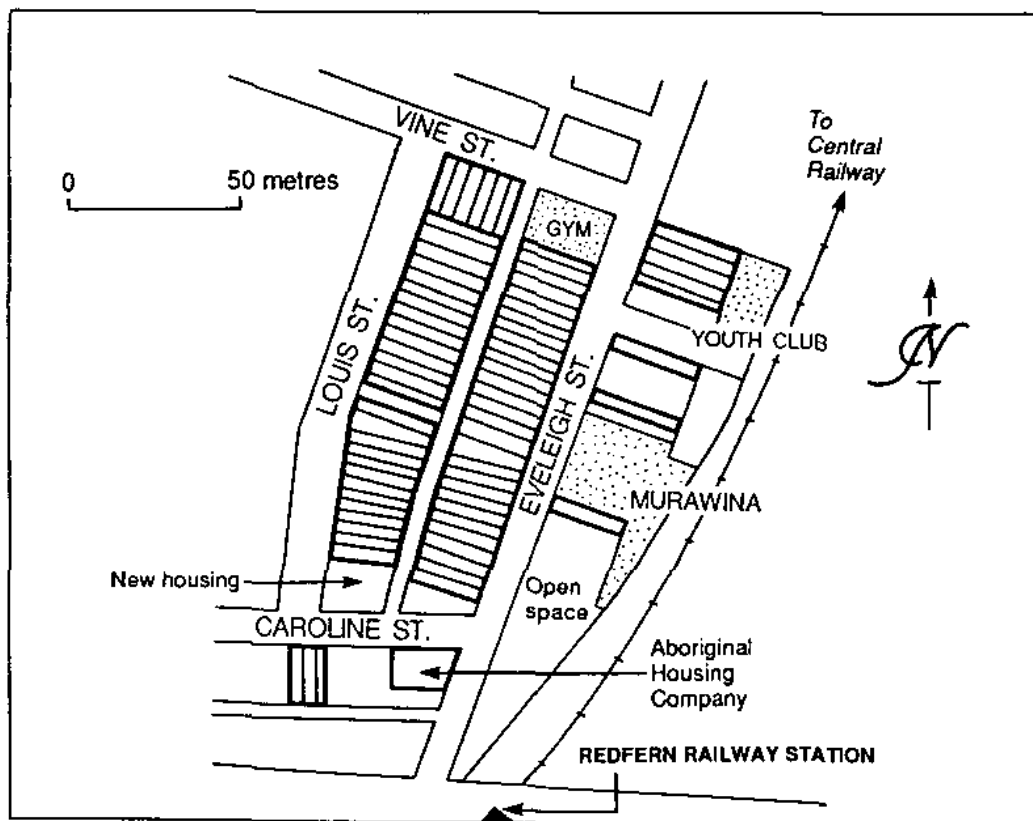 VINE ST.
To
Central
Railway
0 50 metres
GYM
N
LOUIS ST.
YOUTH CLUB
EVELEIGH ST.
MURAWINA
New housing
Open
space
CAROLINE ST.
Aboriginal
Housing
Company
REDFERN RAILWAY STATION